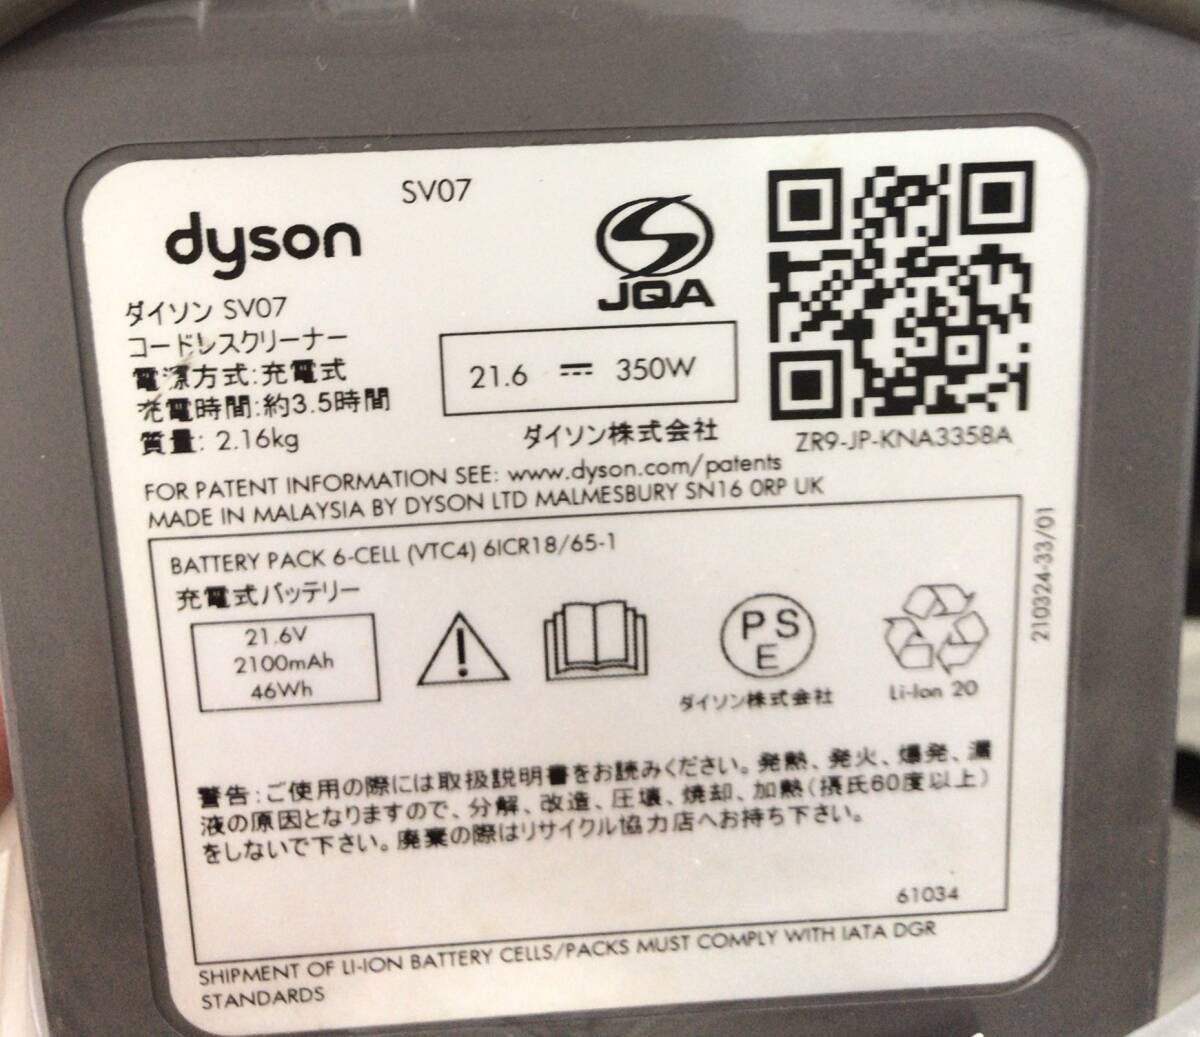 SV07
dyson
ダイソン SV07
コードレスクリーナー
電源方式:充電式
充電時間:約3.5時間
質量: 2.16kg
JQA
21.6 ⎓ 350W
ダイソン株式会社
ZR9-JP-KNA3358A
FOR PATENT INFORMATION SEE: www.dyson.com/patents
MADE IN MALAYSIA BY DYSON LTD MALMESBURY SN16 0RP UK
BATTERY PACK 6-CELL (VTC4) 6ICR18/65-1
充電式バッテリー
21.6V
2100mAh
46Wh
PS
E
ダイソン株式会社
Li-Ion 20
210324-33/01
警告:ご使用の際には取扱説明書をお読みください。発熱、発火、爆発、漏
液の原因となりますので、分解、改造、圧壊、焼却、加熱(摂氏60度以上)
をしないで下さい。廃棄の際はリサイクル協力店へお持ち下さい。
61034
SHIPMENT OF LI-ION BATTERY CELLS/PACKS MUST COMPLY WITH IATA DGR
STANDARDS